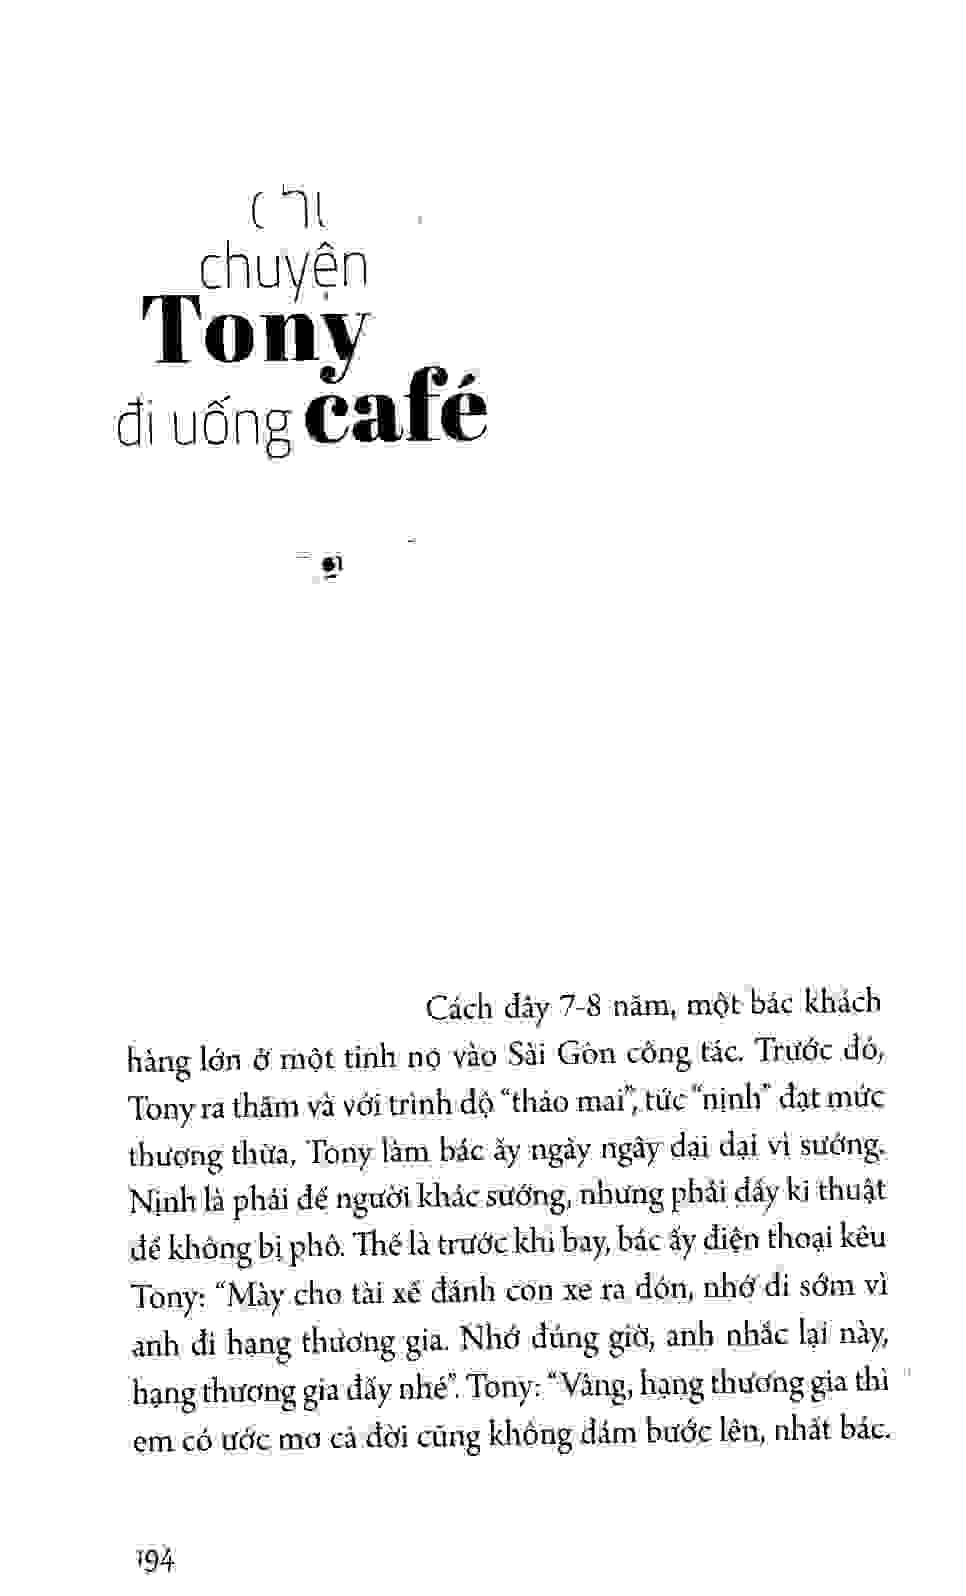 chuyện
Tony
đi uống café
Cách đây 7-8 năm, một bác khách
hàng lớn ở một tỉnh nọ vào Sài Gòn công tác. Trước đó,
Tony ra thăm và với trình độ “thảo mai”, tức “nịnh” đạt mức
thượng thừa, Tony làm bác ấy ngây ngây dại dại vì sướng.
Nịnh là phải để người khác sướng, nhưng phải đẩy kĩ thuật
để không bị phô. Thế là trước khi bay, bác ấy điện thoại kêu
Tony: “Mày cho tài xế đánh con xe ra đón, nhớ đi sớm vì
anh đi hạng thương gia. Nhớ đúng giờ, anh nhắc lại này,
hạng thương gia đấy nhé”. Tony: “Vâng, hạng thương gia thì
em có ước mơ cả đời cũng không dám bước lên, nhất bác.
194